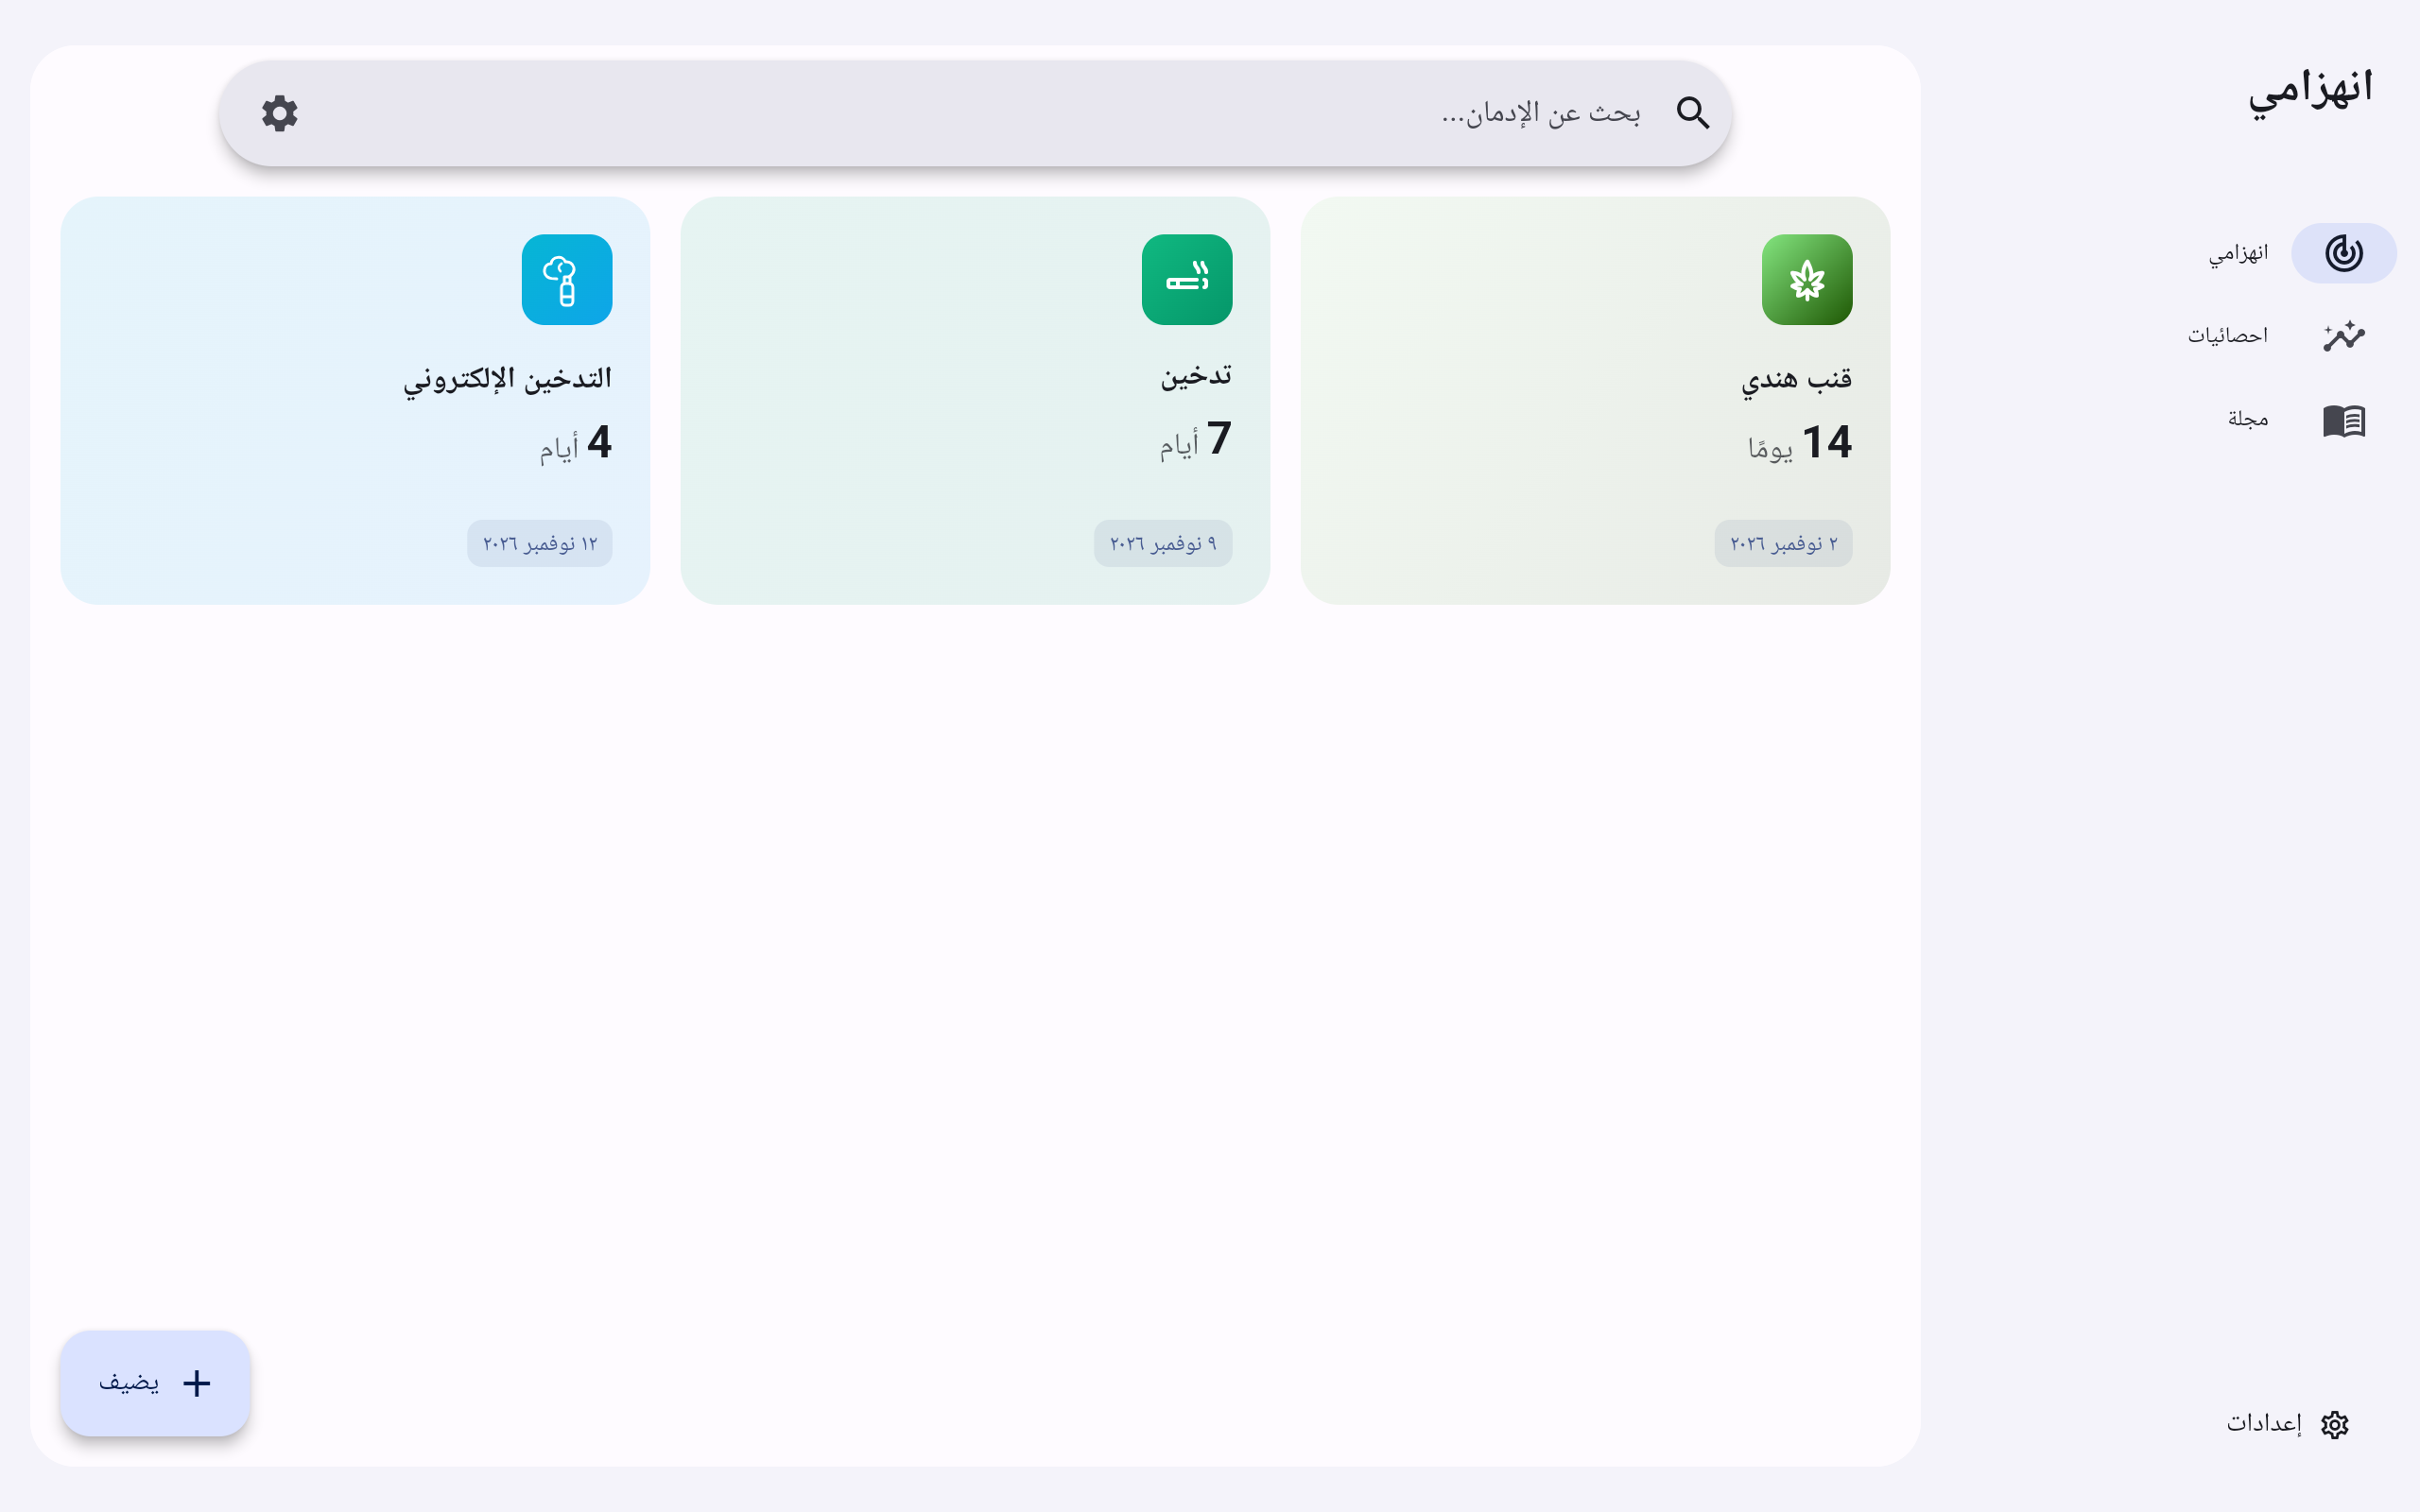 انهزامي
انهزامي
احصائيات
مجلة
إعدادات
بحث عن الإدمان...
قنب هندي
14 يومًا
٢ نوفمبر ٢٠٢٦
تدخين
7 أيام
٩ نوفمبر ٢٠٢٦
التدخين الإلكتروني
4 أيام
١٢ نوفمبر ٢٠٢٦
يضيف